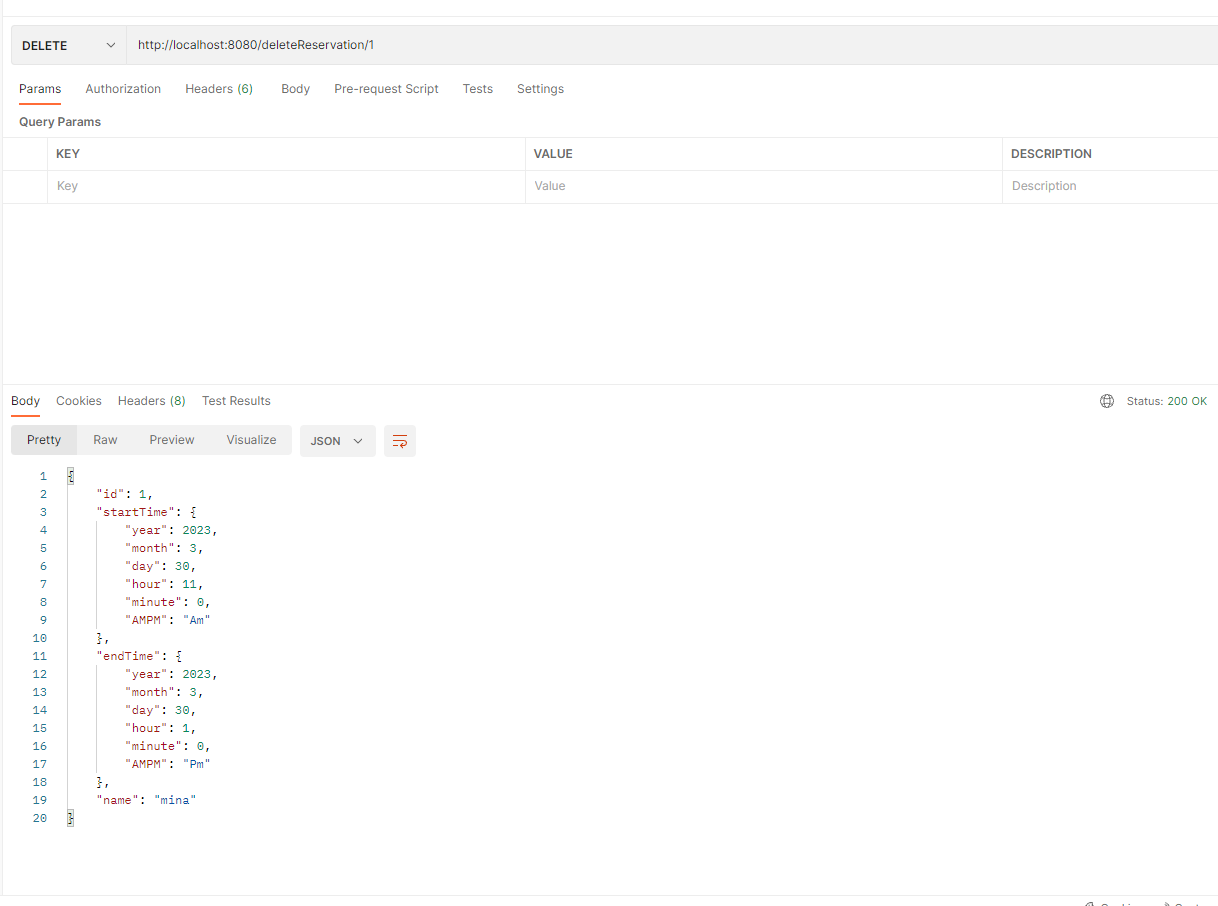 DELETE http://localhost:8080/deleteReservation/1
Params Authorization Headers (6) Body Pre-request Script Tests Settings
Query Params
KEY VALUE DESCRIPTION
Key Value Description
Body Cookies Headers (8) Test Results Status: 200 OK
Pretty Raw Preview Visualize JSON
1 {
2 "id": 1,
3 "startTime": {
4 "year": 2023,
5 "month": 3,
6 "day": 30,
7 "hour": 11,
8 "minute": 0,
9 "AMPM": "Am"
10 },
11 "endTime": {
12 "year": 2023,
13 "month": 3,
14 "day": 30,
15 "hour": 1,
16 "minute": 0,
17 "AMPM": "Pm"
18 },
19 "name": "mina"
20 }